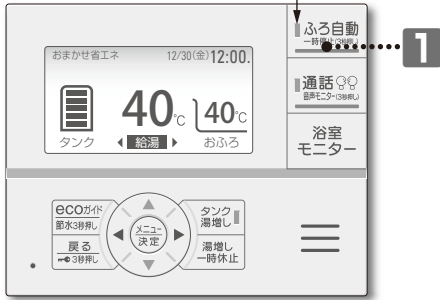 ふろ自動
一時停止(3秒押し)
1
おまかせ省エネ 12/30(金)12:00.
40℃ 40℃
タンク 給湯 おふろ
通話
音声モニター(3秒押し)
浴室
モニター
ecoガイド
節水3秒押し
メニュー
決定
タンク
湯増し
戻る
3秒押し
湯増し
一時休止